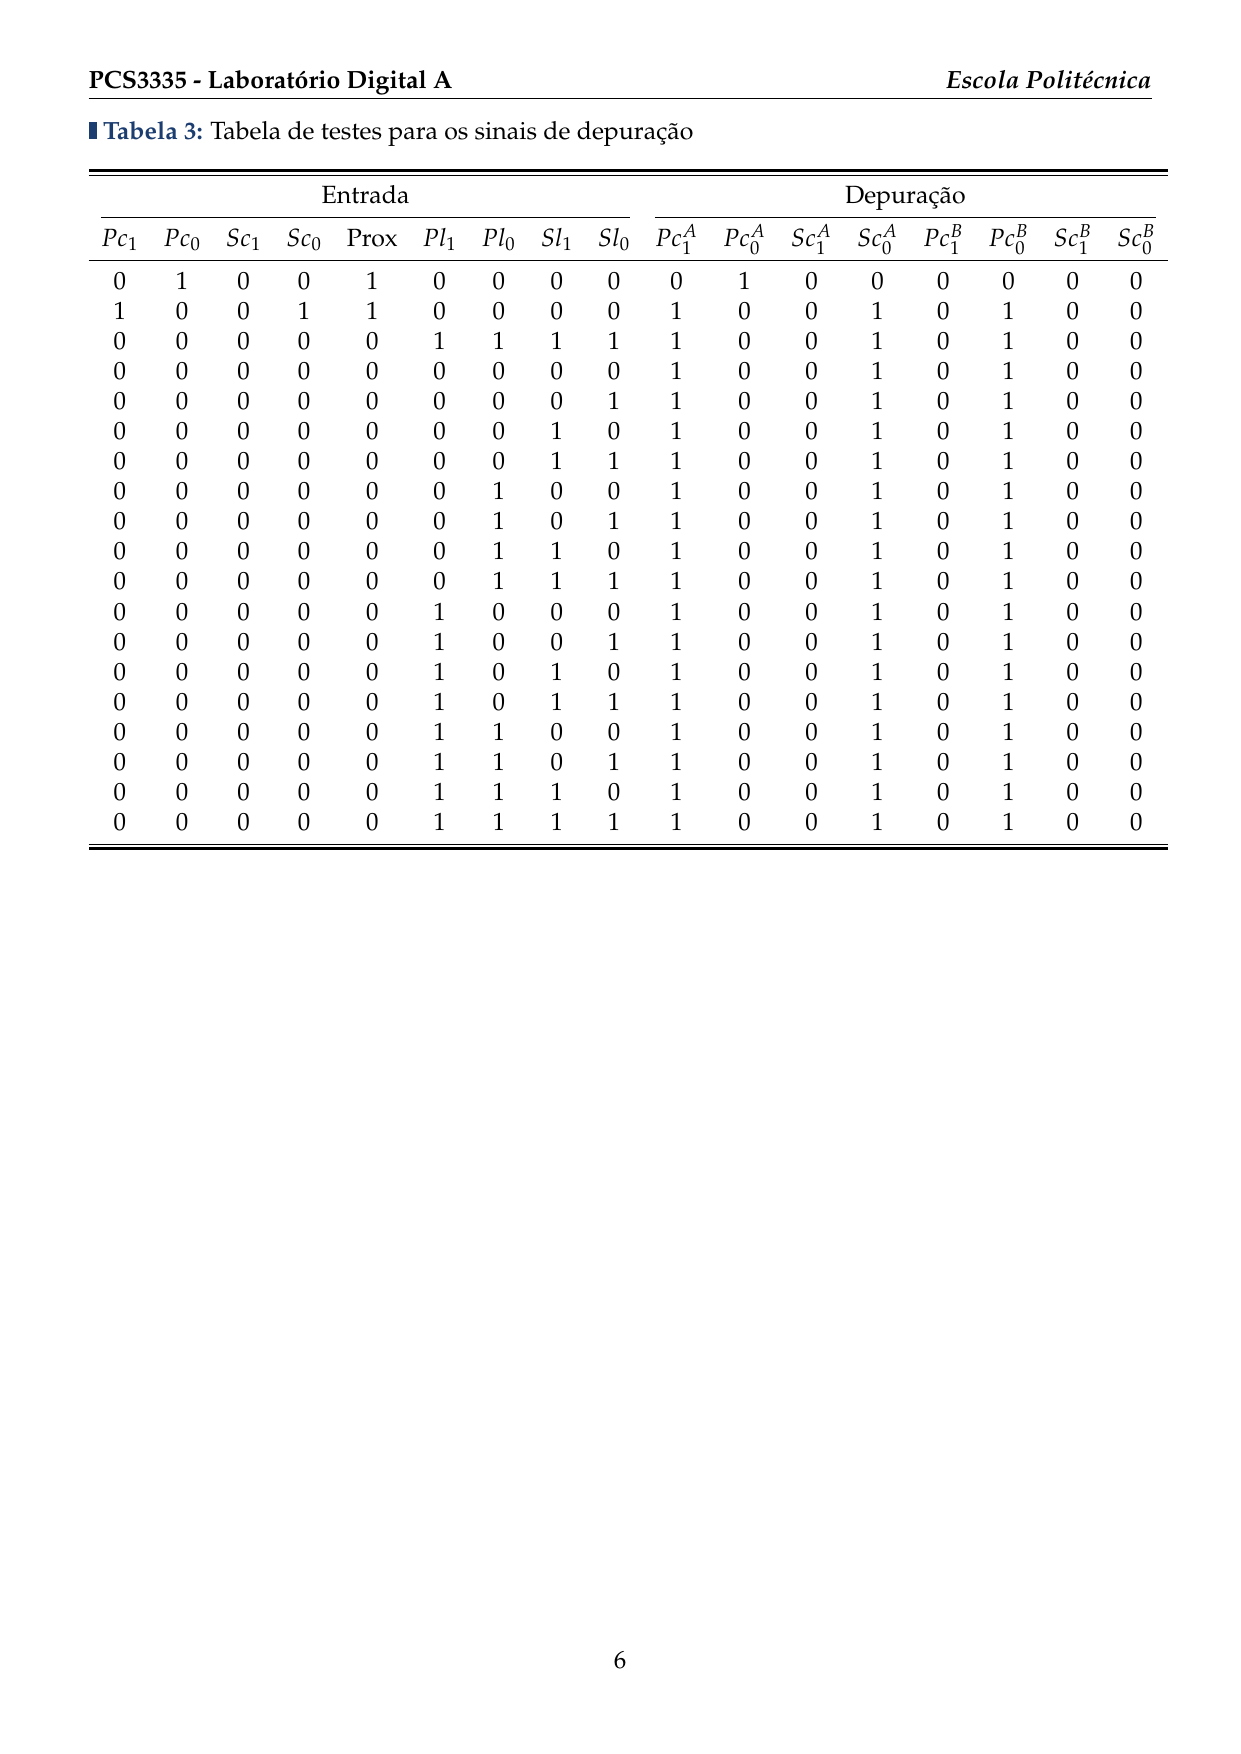 PCS3335 - Laboratório Digital A Escola Politécnica
Tabela 3: Tabela de testes para os sinais de depuração
Entrada Depuração
Pc₁ Pc₀ Sc₁ Sc₀ Prox Pl₁ Pl₀ Sl₁ Sl₀ Pc₁ᴬ Pc₀ᴬ Sc₁ᴬ Sc₀ᴬ Pc₁ᴮ Pc₀ᴮ Sc₁ᴮ Sc₀ᴮ
0 1 0 0 1 0 0 0 0 0 1 0 0 0 0 0 0
1 0 0 1 1 0 0 0 0 1 0 0 1 0 1 0 0
0 0 0 0 0 1 1 1 1 1 0 0 1 0 1 0 0
0 0 0 0 0 0 0 0 0 1 0 0 1 0 1 0 0
0 0 0 0 0 0 0 0 1 1 0 0 1 0 1 0 0
0 0 0 0 0 0 0 1 0 1 0 0 1 0 1 0 0
0 0 0 0 0 0 0 1 1 1 0 0 1 0 1 0 0
0 0 0 0 0 0 1 0 0 1 0 0 1 0 1 0 0
0 0 0 0 0 0 1 0 1 1 0 0 1 0 1 0 0
0 0 0 0 0 0 1 1 0 1 0 0 1 0 1 0 0
0 0 0 0 0 0 1 1 1 1 0 0 1 0 1 0 0
0 0 0 0 0 1 0 0 0 1 0 0 1 0 1 0 0
0 0 0 0 0 1 0 0 1 1 0 0 1 0 1 0 0
0 0 0 0 0 1 0 1 0 1 0 0 1 0 1 0 0
0 0 0 0 0 1 0 1 1 1 0 0 1 0 1 0 0
0 0 0 0 0 1 1 0 0 1 0 0 1 0 1 0 0
0 0 0 0 0 1 1 0 1 1 0 0 1 0 1 0 0
0 0 0 0 0 1 1 1 0 1 0 0 1 0 1 0 0
0 0 0 0 0 1 1 1 1 1 0 0 1 0 1 0 0
6